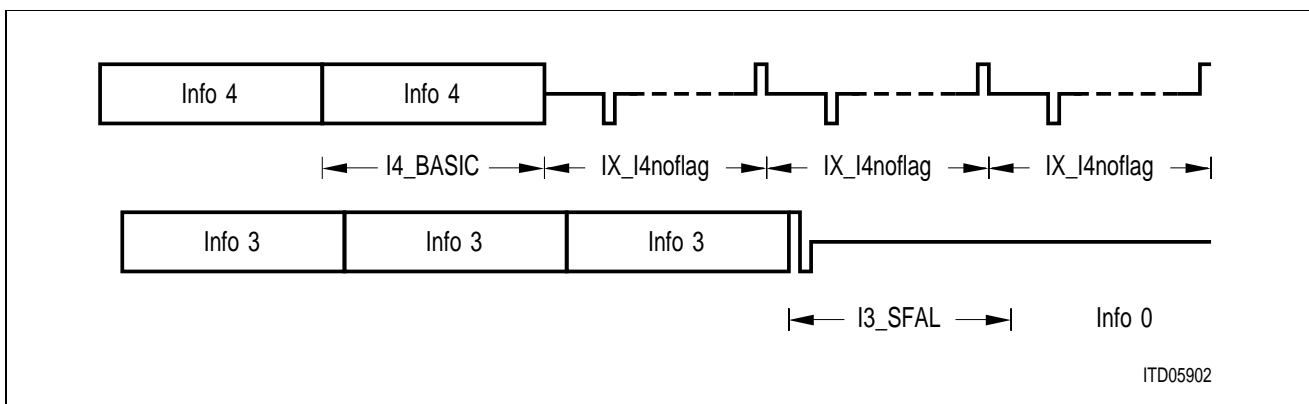 Info 4 Info 4
I4_BASIC IX_I4noflag IX_I4noflag IX_I4noflag
Info 3 Info 3 Info 3
I3_SFAL Info 0
ITD05902